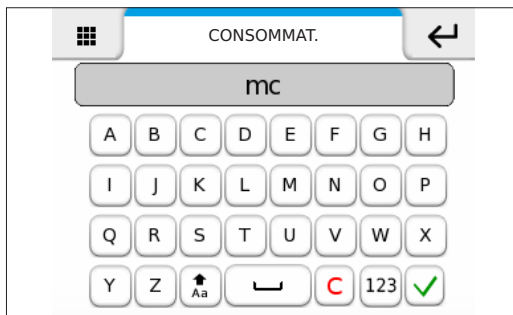 CONSOMMAT.
mc
A B C D E F G H
I J K L M N O P
Q R S T U V W X
Y Z Aa C 123